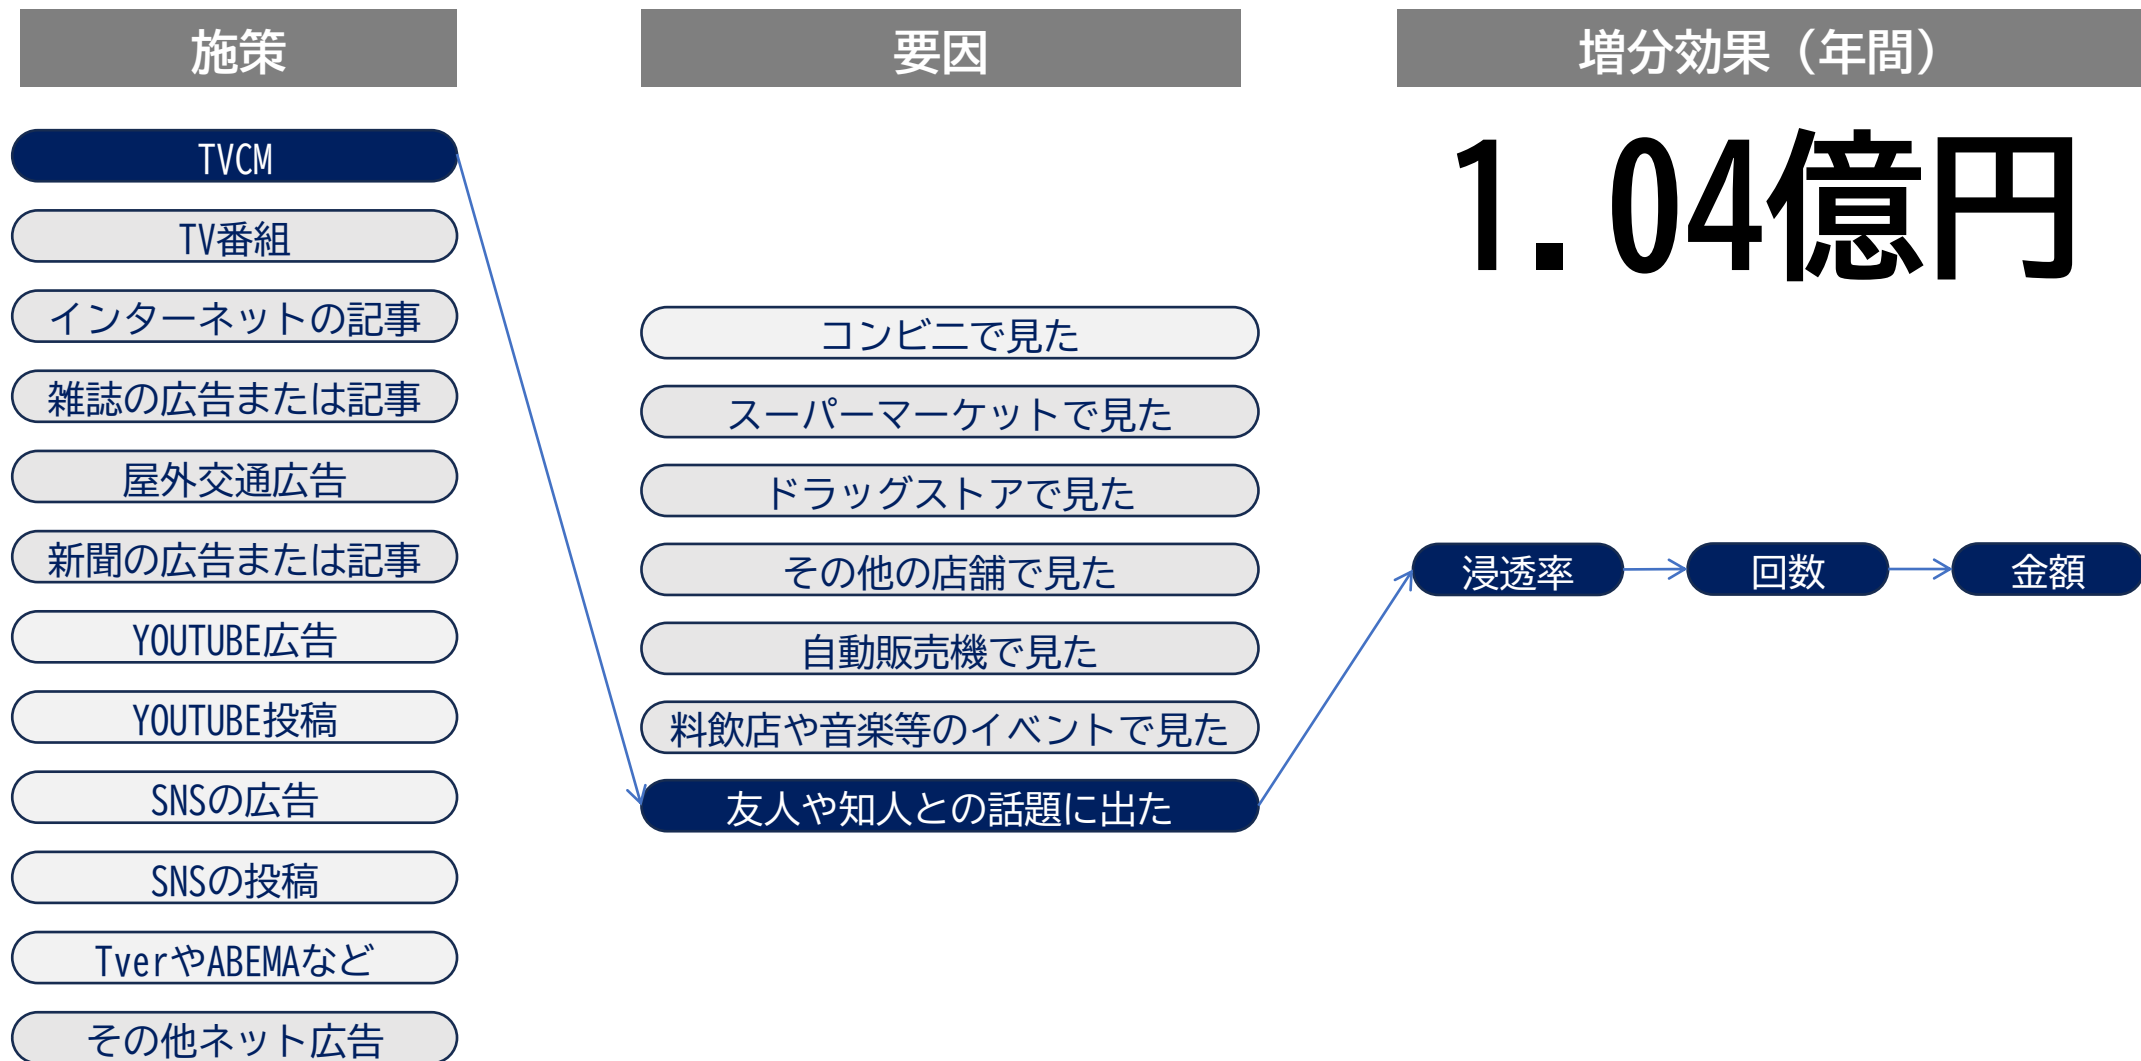 施策
要因
増分効果（年間）
TVCM
TV番組
インターネットの記事
雑誌の広告または記事
屋外交通広告
新聞の広告または記事
YOUTUBE広告
YOUTUBE投稿
SNSの広告
SNSの投稿
TverやABEMAなど
その他ネット広告
コンビニで見た
スーパーマーケットで見た
ドラッグストアで見た
その他の店舗で見た
自動販売機で見た
料飲店や音楽等のイベントで見た
友人や知人との話題に出た
1.04億円
浸透率
回数
金額